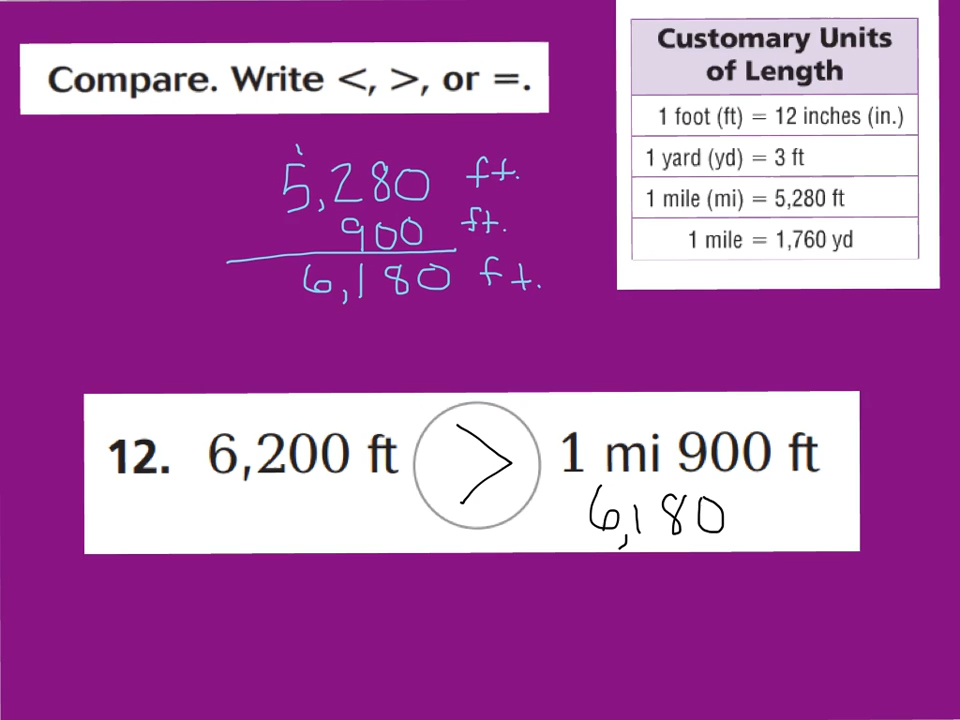 Compare. Write <, >, or =.
Customary Units
of Length
1 foot (ft) = 12 inches (in.)
1 yard (yd) = 3 ft
1 mile (mi) = 5,280 ft
1 mile = 1,760 yd
1
5,280 ft.
900 ft.
6,180 ft.
12. 6,200 ft > 1 mi 900 ft
6,180